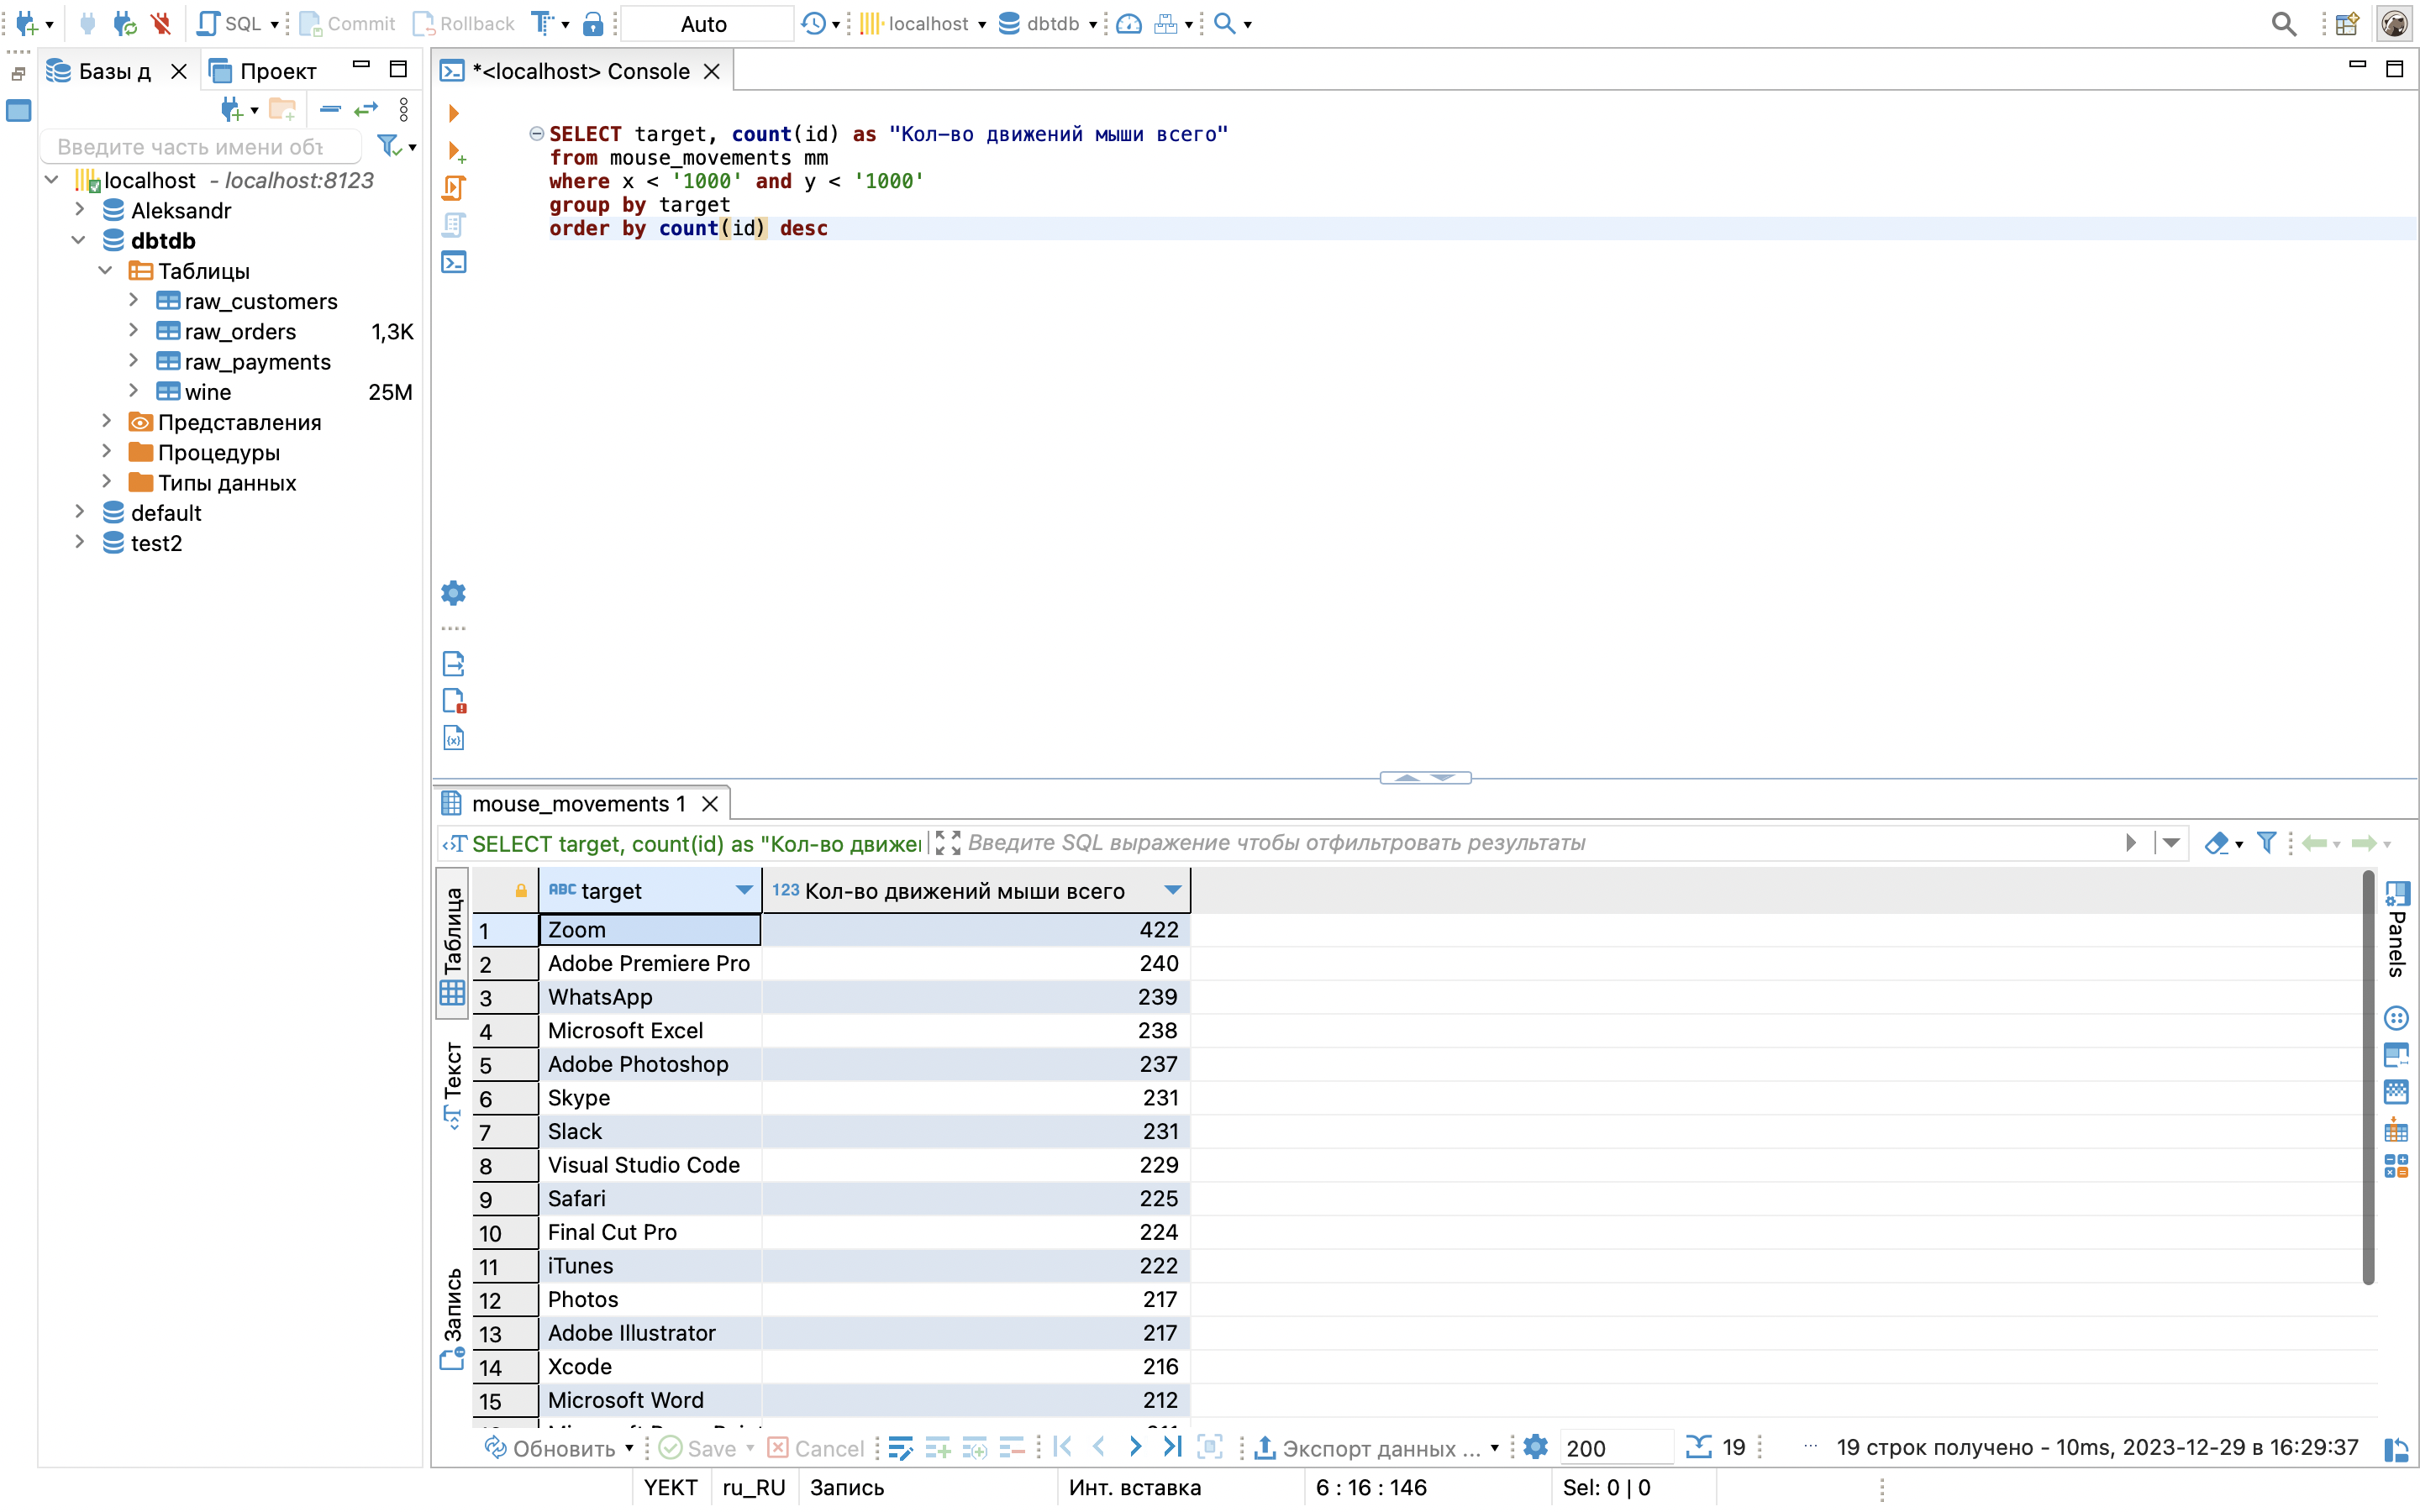 SQL Commit Rollback Auto localhost dbtdb
Базы д Проект
*<localhost> Console
Введите часть имени объ
localhost - localhost:8123
Aleksandr
dbtdb
Таблицы
raw_customers
raw_orders 1,3K
raw_payments
wine 25M
Представления
Процедуры
Типы данных
default
test2
SELECT target, count(id) as "Кол-во движений мыши всего"
from mouse_movements mm
where x < '1000' and y < '1000'
group by target
order by count(id) desc
mouse_movements 1
SELECT target, count(id) as "Кол-во движе Введите SQL выражение чтобы отфильтровать результаты
Таблица
Текст
Запись
Panels
ABC target 123 Кол-во движений мыши всего
1 Zoom 422
2 Adobe Premiere Pro 240
3 WhatsApp 239
4 Microsoft Excel 238
5 Adobe Photoshop 237
6 Skype 231
7 Slack 231
8 Visual Studio Code 229
9 Safari 225
10 Final Cut Pro 224
11 iTunes 222
12 Photos 217
13 Adobe Illustrator 217
14 Xcode 216
15 Microsoft Word 212
Обновить Save Cancel Экспорт данных ... 200 19 ... 19 строк получено - 10ms, 2023-12-29 в 16:29:37
YEKT ru_RU Запись Инт. вставка 6 : 16 : 146 Sel: 0 | 0